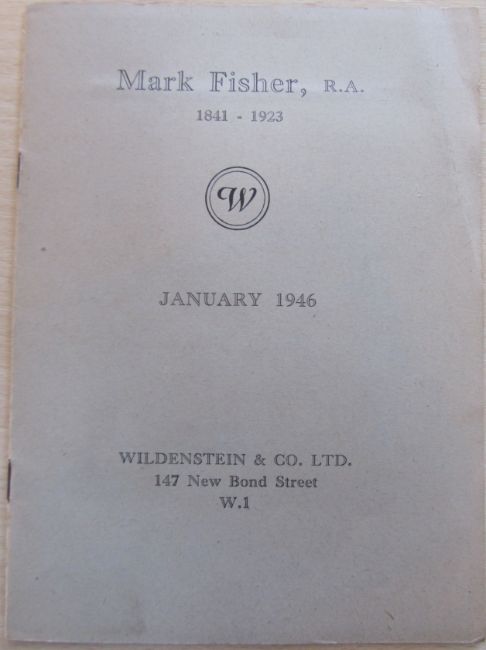 Mark Fisher, R.A.
1841 - 1923
W
JANUARY 1946
WILDENSTEIN & CO. LTD.
147 New Bond Street
W.1